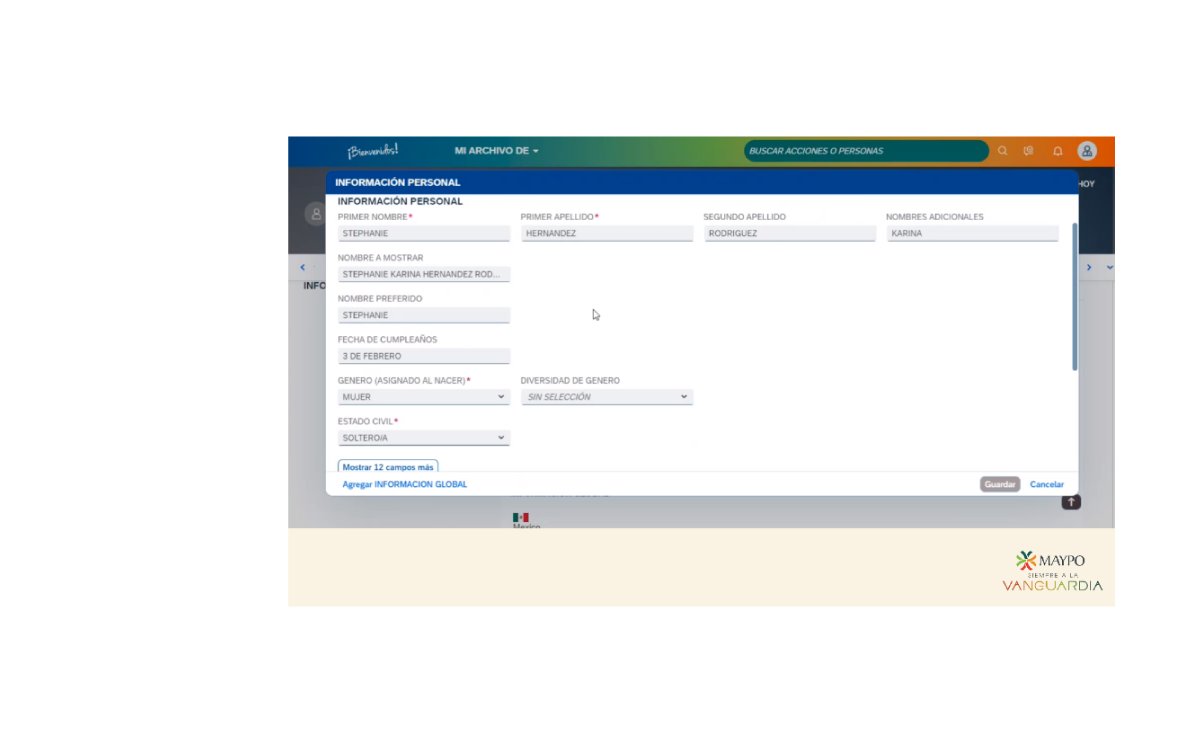 ¡Bienvenidos!
MI ARCHIVO DE
BUSCAR ACCIONES O PERSONAS
HOY
INFORMACIÓN PERSONAL
INFORMACIÓN PERSONAL
PRIMER NOMBRE*
PRIMER APELLIDO*
SEGUNDO APELLIDO
NOMBRES ADICIONALES
STEPHANIE
HERNANDEZ
RODRIGUEZ
KARINA
NOMBRE A MOSTRAR
STEPHANIE KARINA HERNANDEZ ROD...
INFO
NOMBRE PREFERIDO
STEPHANIE
FECHA DE CUMPLEAÑOS
3 DE FEBRERO
GENERO (ASIGNADO AL NACER)*
DIVERSIDAD DE GENERO
MUJER
SIN SELECCIÓN
ESTADO CIVIL*
SOLTERO/A
Mostrar 12 campos más
Agregar INFORMACION GLOBAL
Guardar
Cancelar
Mexico
MAYPO
SIEMPRE A LA
VANGUARDIA